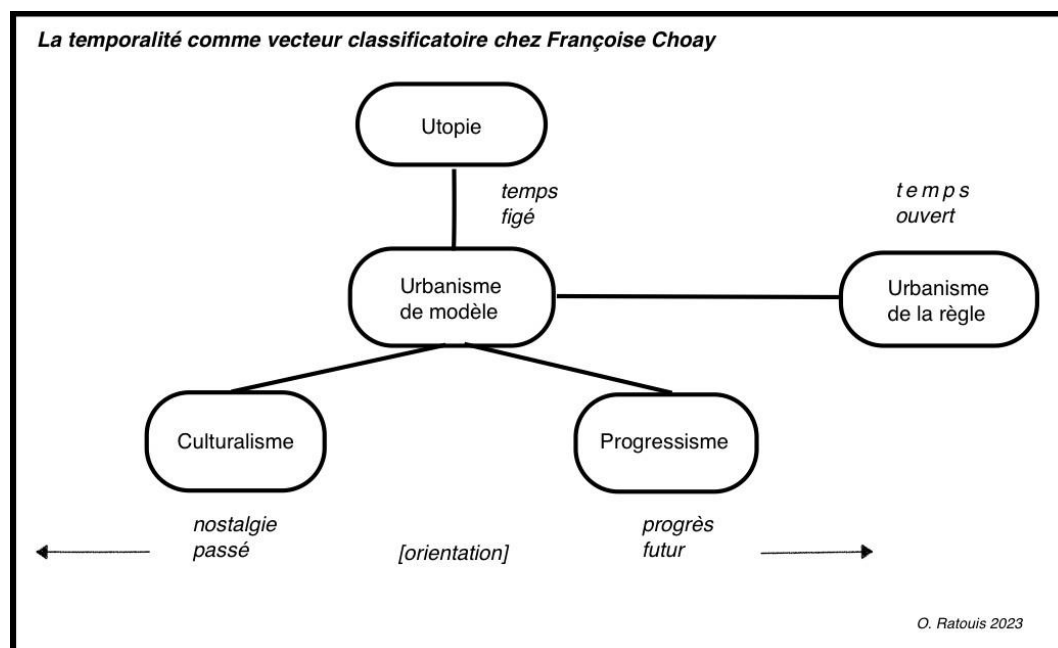 La temporalité comme vecteur classificatoire chez Françoise Choay
Utopie
temps
figé
temps
ouvert
Urbanisme
de modèle
Urbanisme
de la règle
Culturalisme
Progressisme
nostalgie
passé
[orientation]
progrès
futur
O. Ratouis 2023